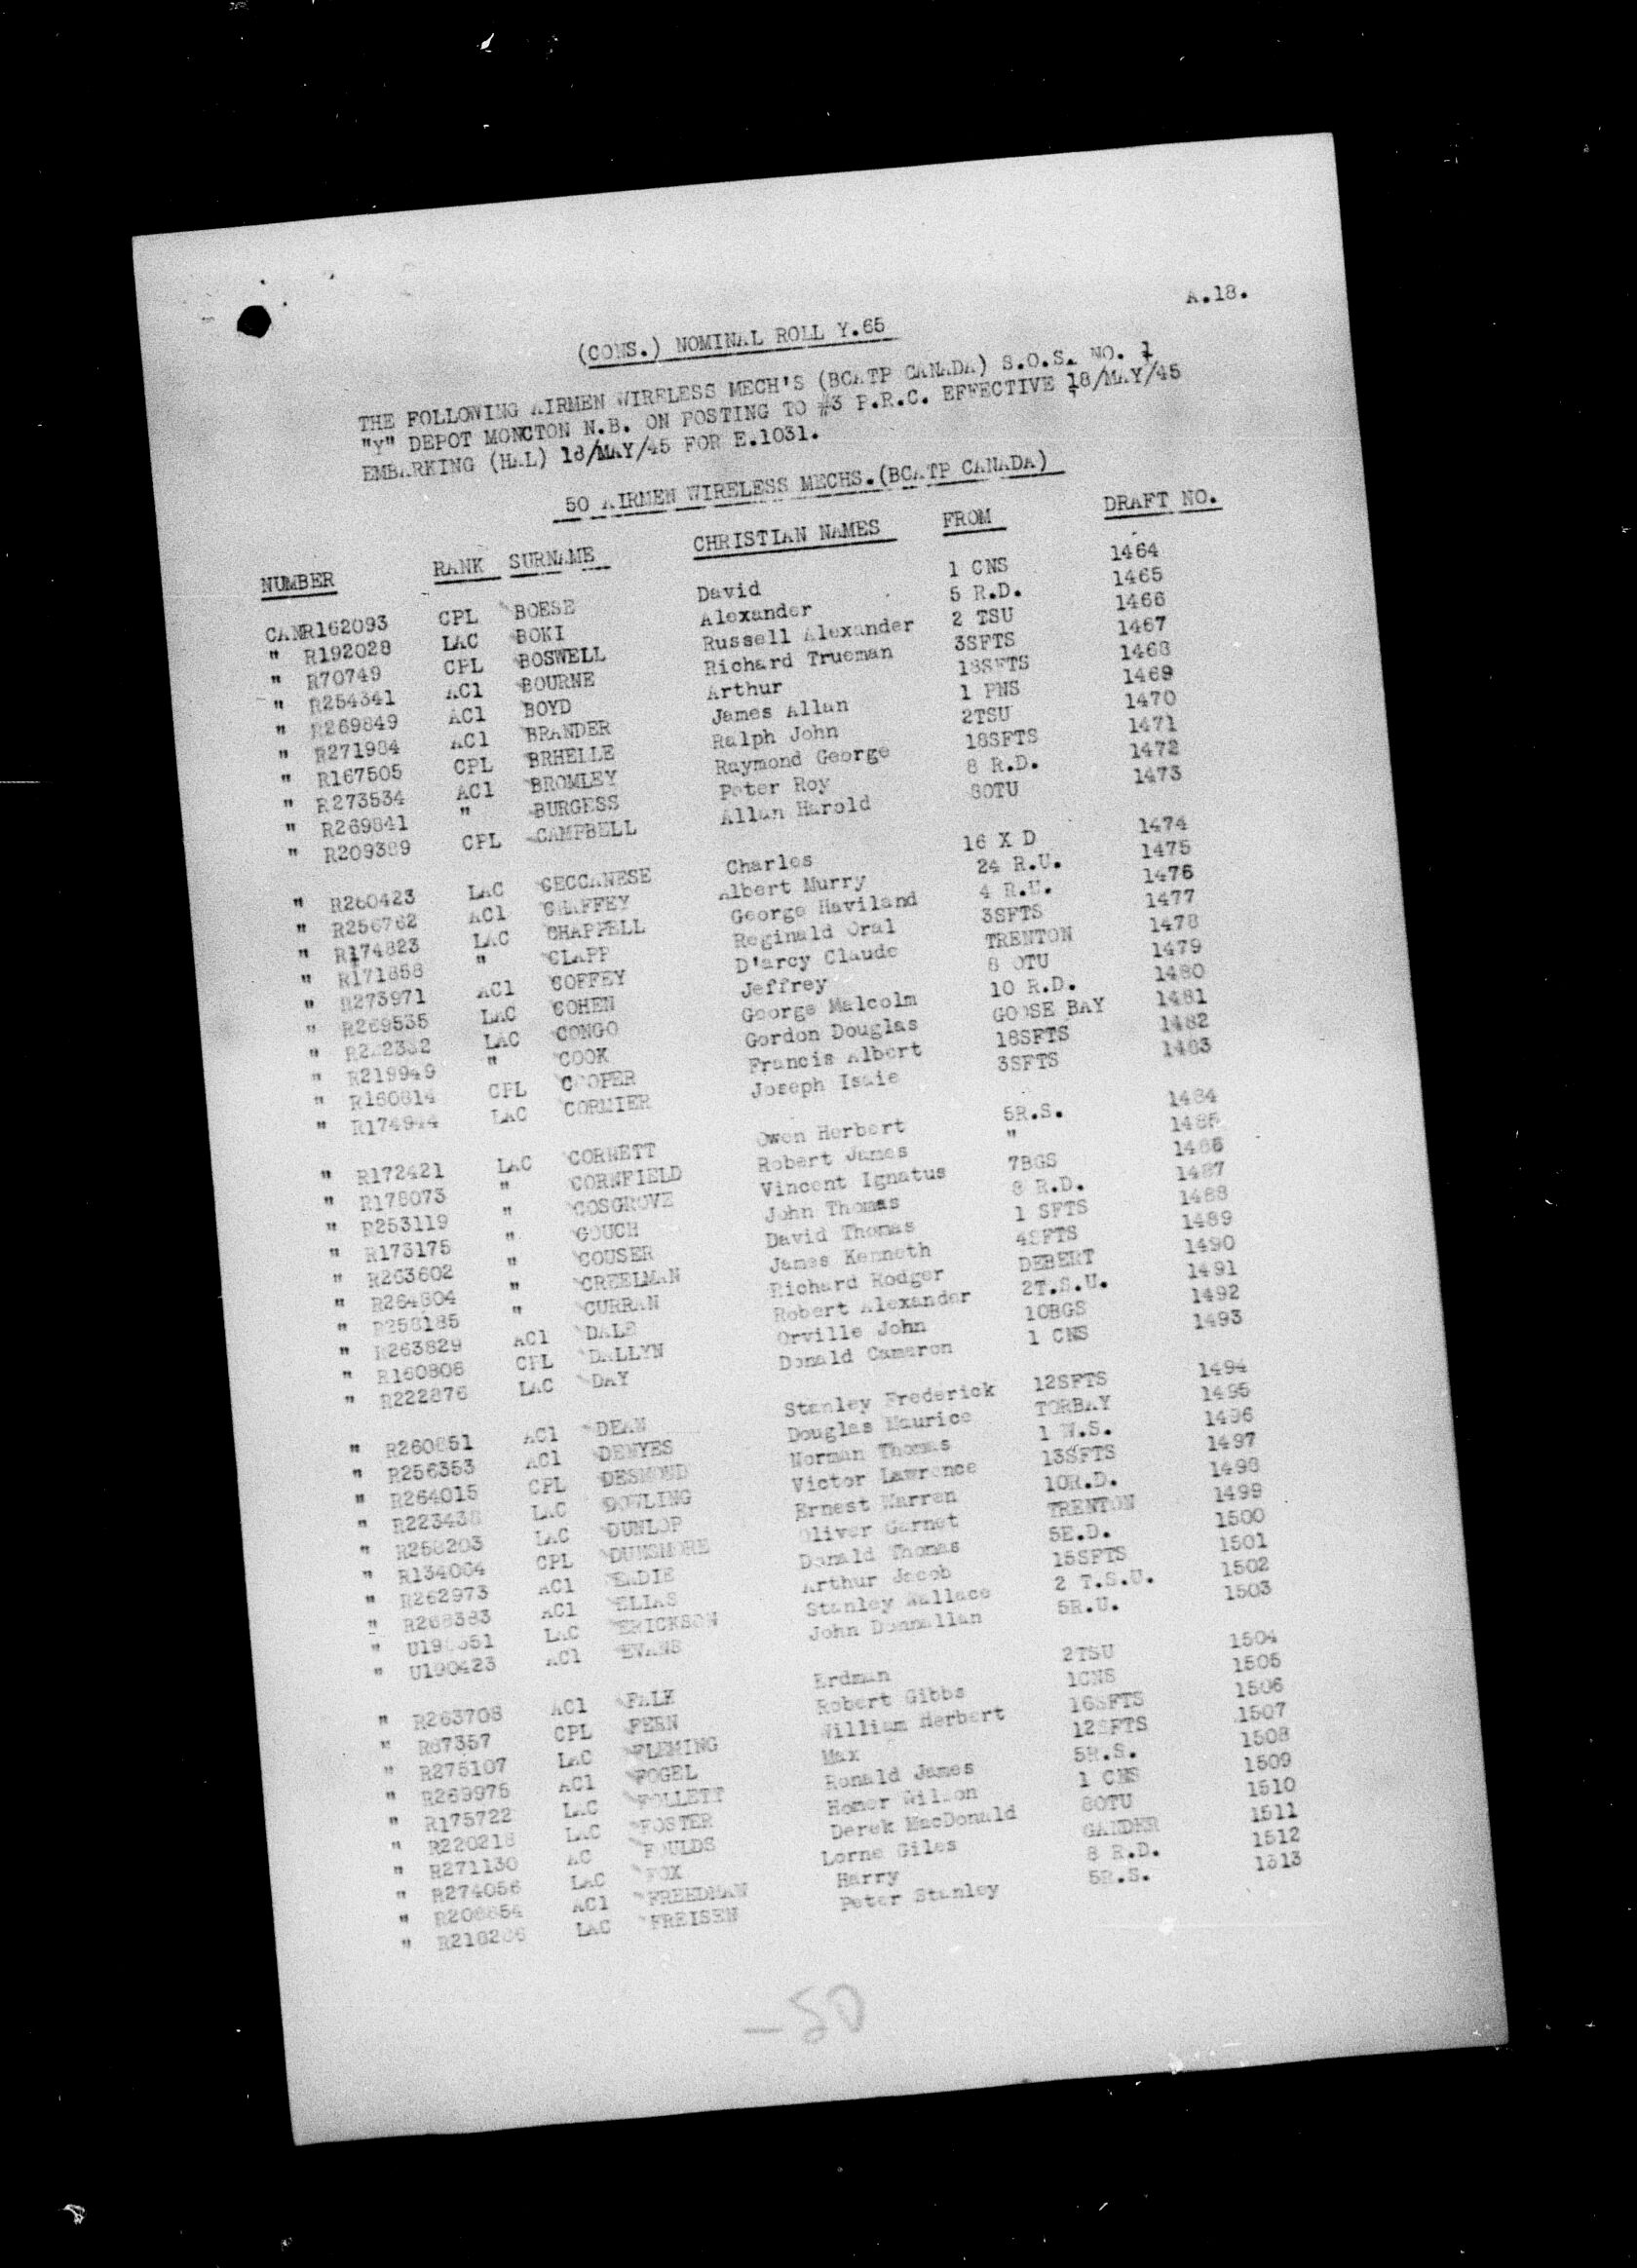 A.18.
(CONS.) NOMINAL ROLL Y.65
THE FOLLOWING AIRMEN WIRELESS MECH'S (BCATP CANADA) S.O.S. NO. 1
"Y" DEPOT MONCTON N.B. ON POSTING TO #3 P.R.C. EFFECTIVE 18/MAY/45
EMBARKING (HAL) 18/MAY/45 FOR E.1031.
50 AIRMEN WIRELESS MECHS.(BCATP CANADA)
NUMBER RANK SURNAME CHRISTIAN NAMES FROM DRAFT NO.
CANR162093 CPL BOESE David 1 CNS 1464
" R192028 LAC BOKI Alexander 5 R.D. 1465
" R70749 CPL BOSWELL Russell Alexander 2 TSU 1466
" R254341 AC1 BOURNE Richard Trueman 3SFTS 1467
" R269849 AC1 BOYD Arthur 18SFTS 1468
" R271984 AC1 BRANDER James Allan 1 PNS 1469
" R167505 CPL BRHELLE Ralph John 2TSU 1470
" R273534 AC1 BROMLEY Raymond George 18SFTS 1471
" R269841 " BURGESS Peter Roy 8 R.D. 1472
" R209389 CPL CAMPBELL Allan Harold 8OTU 1473
" R260423 LAC CECCANESE Charles 16 X D 1474
" R256762 AC1 CHAFFEY Albert Murry 24 R.U. 1475
" R174823 LAC CHAPPELL George Haviland 4 R.U. 1476
" R171858 " CLAPP Reginald Oral 3SFTS 1477
" R273971 AC1 COFFEY D'arcy Claude TRENTON 1478
" R269535 LAC COHEN Jeffrey 8 OTU 1479
" LAC CONGO George Malcolm 10 R.D. 1480
" R219949 " COOK Gordon Douglas GOOSE BAY 1481
" R160814 CPL COOPER Francis Albert 18SFTS 1482
" R174944 LAC CORMIER Joseph Isaie 3SFTS 1483
" R172421 LAC CORNETT Owen Herbert 5R.S. 1484
" R178073 " CORNFIELD Robert James " 1485
" R253119 " COSGROVE Vincent Ignatus 7BGS 1486
" R173175 " GOUCH John Thomas 8 R.D. 1487
" R263602 " COUSER David Thomas 1 SFTS 1488
" R264804 " CREELMAN James Kenneth 4SFTS 1489
" R258185 " CURRAN Richard Rodger DEBERT 1490
" R263829 AC1 DALE Robert Alexander 2T.S.U. 1491
" R160806 CPL DALLYN Orville John 10BGS 1492
" R222876 LAC DAY Donald Cameron 1 CNS 1493
" R260851 AC1 DEAN Stanley Frederick 12SFTS 1494
" R256353 AC1 DENYES Douglas Maurice TORBAY 1495
" R264015 CPL DESMOND Norman Thomas 1 W.S. 1496
" R223438 LAC DOWLING Victor Lawrence 13SFTS 1497
" R258203 LAC DUNLOP Ernest Warren 10R.D. 1498
" R134064 CPL DUNSMORE Oliver Garnet TRENTON 1499
" R262973 AC1 EADIE Donald Thomas 5E.D. 1500
" R268383 AC1 ELIAS Arthur Jacob 15SFTS 1501
" LAC ERICKSON Stanley Wallace 2 T.S.U. 1502
" U190423 AC1 EVANS John Donnallan 5R.U. 1503
" R263708 AC1 FALK Erdman 2TSU 1504
" R67357 CPL FERN Robert Gibbs 1CNS 1505
" R275107 LAC FLEMING William Herbert 16SFTS 1506
" R269975 AC1 FOGEL Max 12SFTS 1507
" R175722 LAC FOLLETT Ronald James 5R.S. 1508
" R220218 LAC FOSTER Homer Wilson 1 CNS 1509
" R271130 AC FOULDS Derek MacDonald 8OTU 1510
" R274056 LAC FOX Lorne Giles GANDER 1511
" R206854 AC1 FREEDMAN Harry 8 R.D. 1512
" LAC FREISEN Peter Stanley 5R.S. 1513
- 50